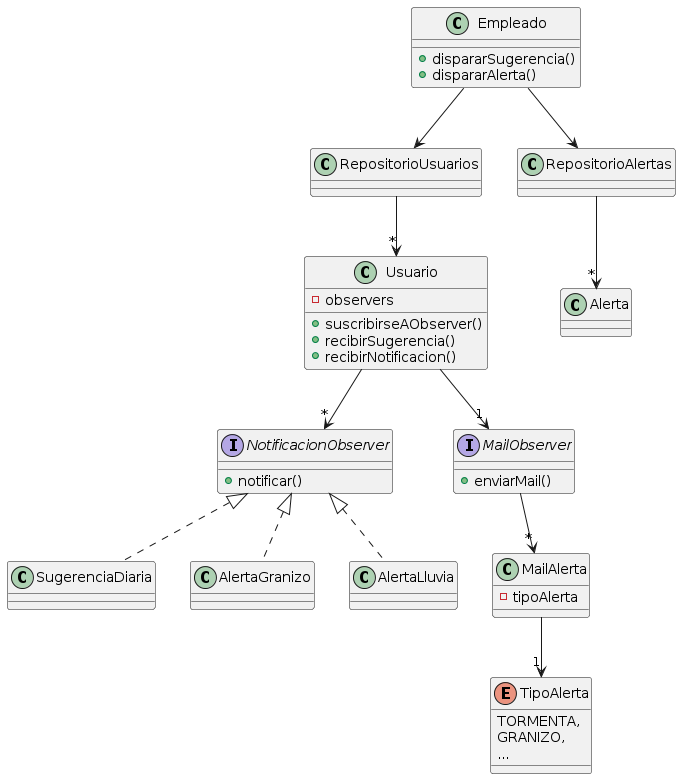 C Empleado
dispararSugerencia()
dispararAlerta()
C RepositorioUsuarios
C RepositorioAlertas
*
*
C Usuario
observers
suscribirseAObserver()
recibirSugerencia()
recibirNotificacion()
C Alerta
*
1
I NotificacionObserver
notificar()
I MailObserver
enviarMail()
*
C SugerenciaDiaria
C AlertaGranizo
C AlertaLluvia
C MailAlerta
tipoAlerta
1
E TipoAlerta
TORMENTA,
GRANIZO,
...